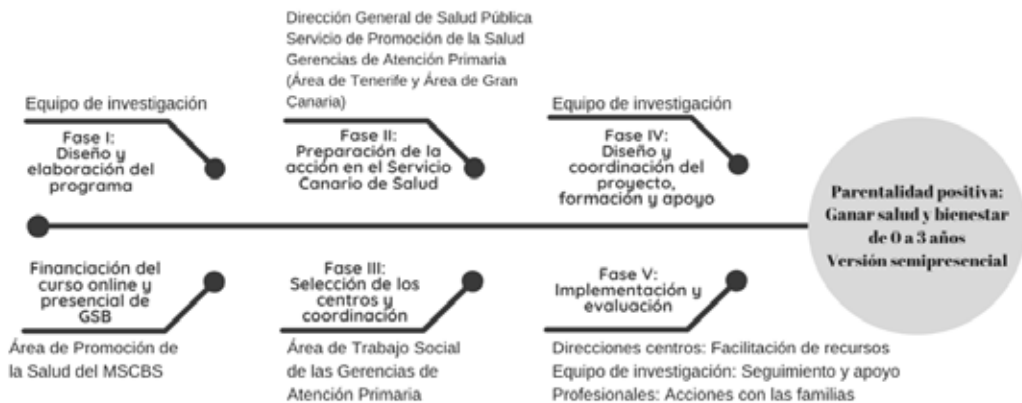 Dirección General de Salud Pública
Servicio de Promoción de la Salud
Gerencias de Atención Primaria
(Área de Tenerife y Área de Gran
Canaria)
Equipo de investigación
Fase I:
Diseño y
elaboración del
programa
Fase II:
Preparación de la
acción en el Servicio
Canario de Salud
Equipo de investigación
Fase IV:
Diseño y
coordinación del
proyecto,
formación y apoyo
Parentalidad positiva:
Ganar salud y bienestar
de 0 a 3 años
Versión semipresencial
Financiación del
curso online y
presencial de
GSB
Área de Promoción de
la Salud del MSCBS
Fase III:
Selección de los
centros y
coordinación
Área de Trabajo Social
de las Gerencias de
Atención Primaria
Fase V:
Implementación y
evaluación
Direcciones centros: Facilitación de recursos
Equipo de investigación: Seguimiento y apoyo
Profesionales: Acciones con las familias